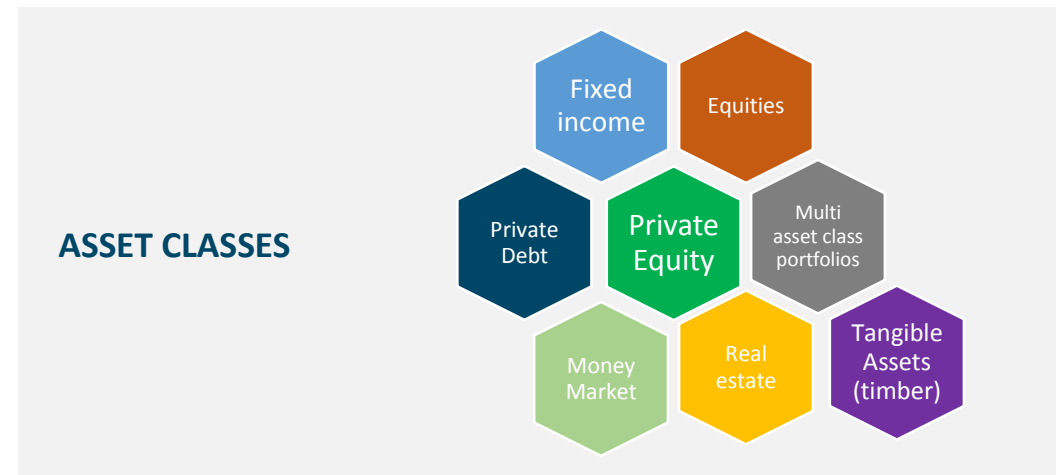 ASSET CLASSES
Fixed
income
Equities
Private
Debt
Private
Equity
Multi
asset class
portfolios
Money
Market
Real
estate
Tangible
Assets
(timber)